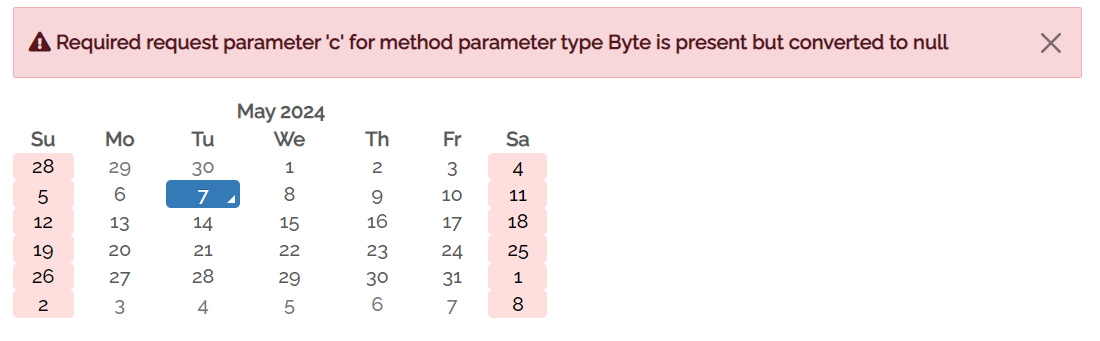 Required request parameter 'c' for method parameter type Byte is present but converted to null
May 2024
Su Mo Tu We Th Fr Sa
28 29 30 1 2 3 4
5 6 7 8 9 10 11
12 13 14 15 16 17 18
19 20 21 22 23 24 25
26 27 28 29 30 31 1
2 3 4 5 6 7 8